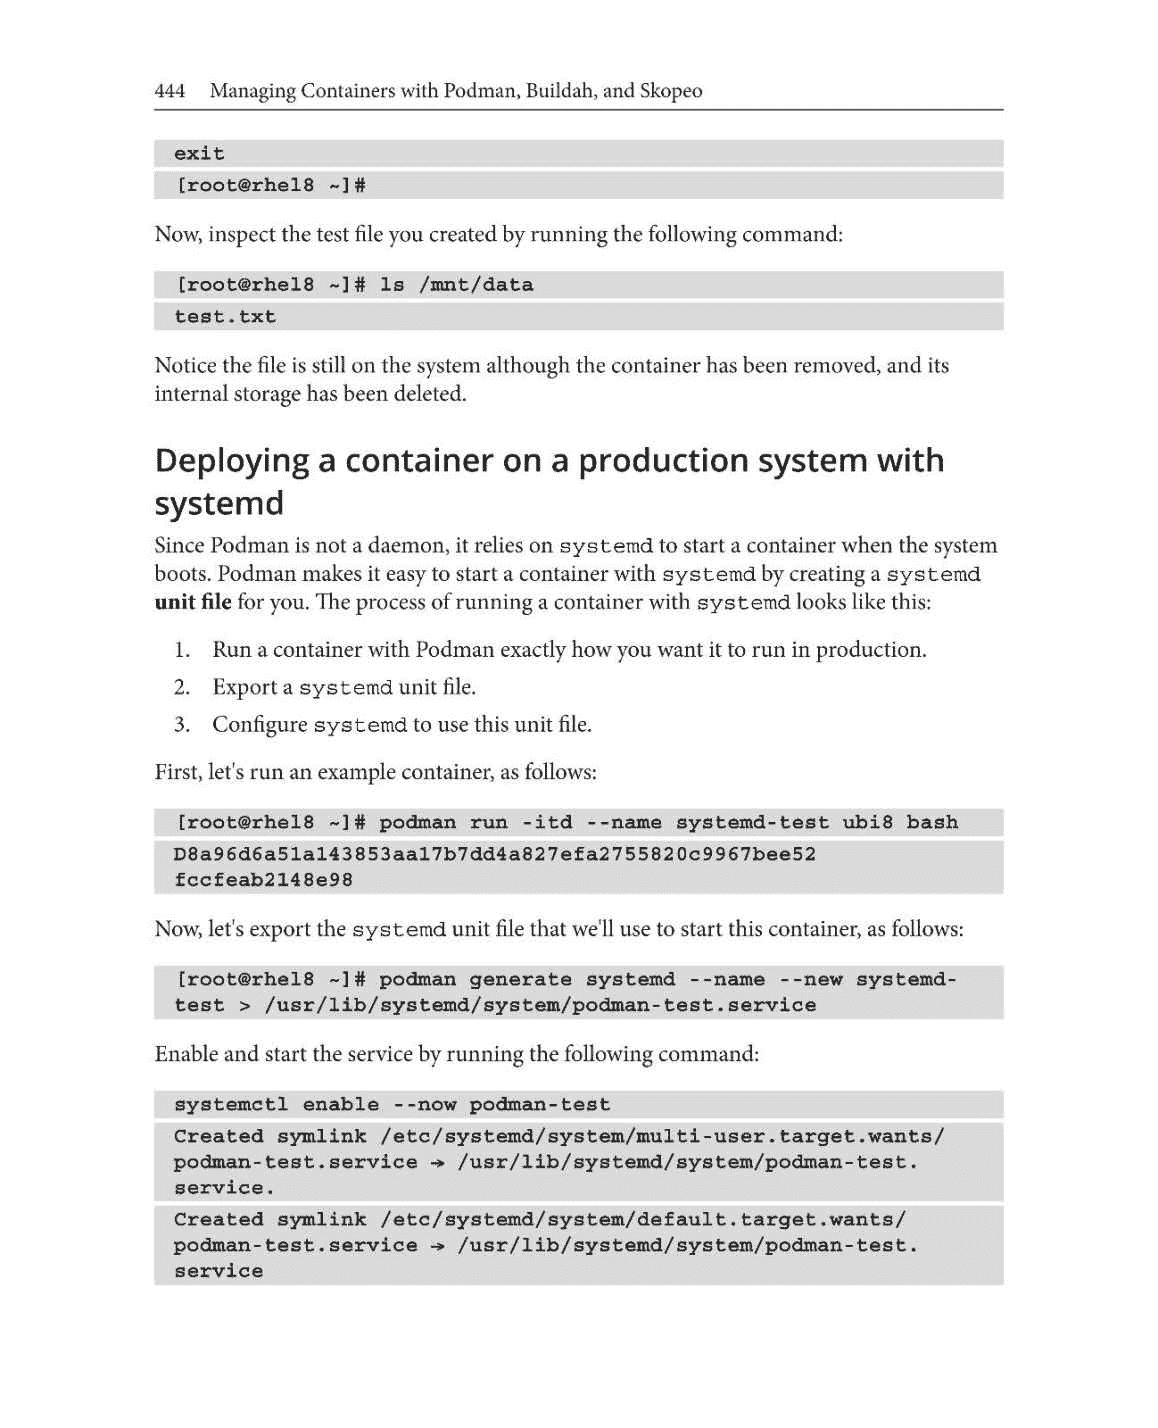 444 Managing Containers with Podman, Buildah, and Skopeo
exit
[root@rhel8 ~]#
Now, inspect the test file you created by running the following command:
[root@rhel8 ~]# ls /mnt/data
test.txt
Notice the file is still on the system although the container has been removed, and its
internal storage has been deleted.
Deploying a container on a production system with
systemd
Since Podman is not a daemon, it relies on systemd to start a container when the system
boots. Podman makes it easy to start a container with systemd by creating a systemd
unit file for you. The process of running a container with systemd looks like this:
1. Run a container with Podman exactly how you want it to run in production.
2. Export a systemd unit file.
3. Configure systemd to use this unit file.
First, let's run an example container, as follows:
[root@rhel8 ~]# podman run -itd --name systemd-test ubi8 bash
D8a96d6a51a143853aa17b7dd4a827efa2755820c9967bee52
fccfeab2148e98
Now, let's export the systemd unit file that we'll use to start this container, as follows:
[root@rhel8 ~]# podman generate systemd --name --new systemd-
test > /usr/lib/systemd/system/podman-test.service
Enable and start the service by running the following command:
systemctl enable --now podman-test
Created symlink /etc/systemd/system/multi-user.target.wants/
podman-test.service → /usr/lib/systemd/system/podman-test.
service.
Created symlink /etc/systemd/system/default.target.wants/
podman-test.service → /usr/lib/systemd/system/podman-test.
service